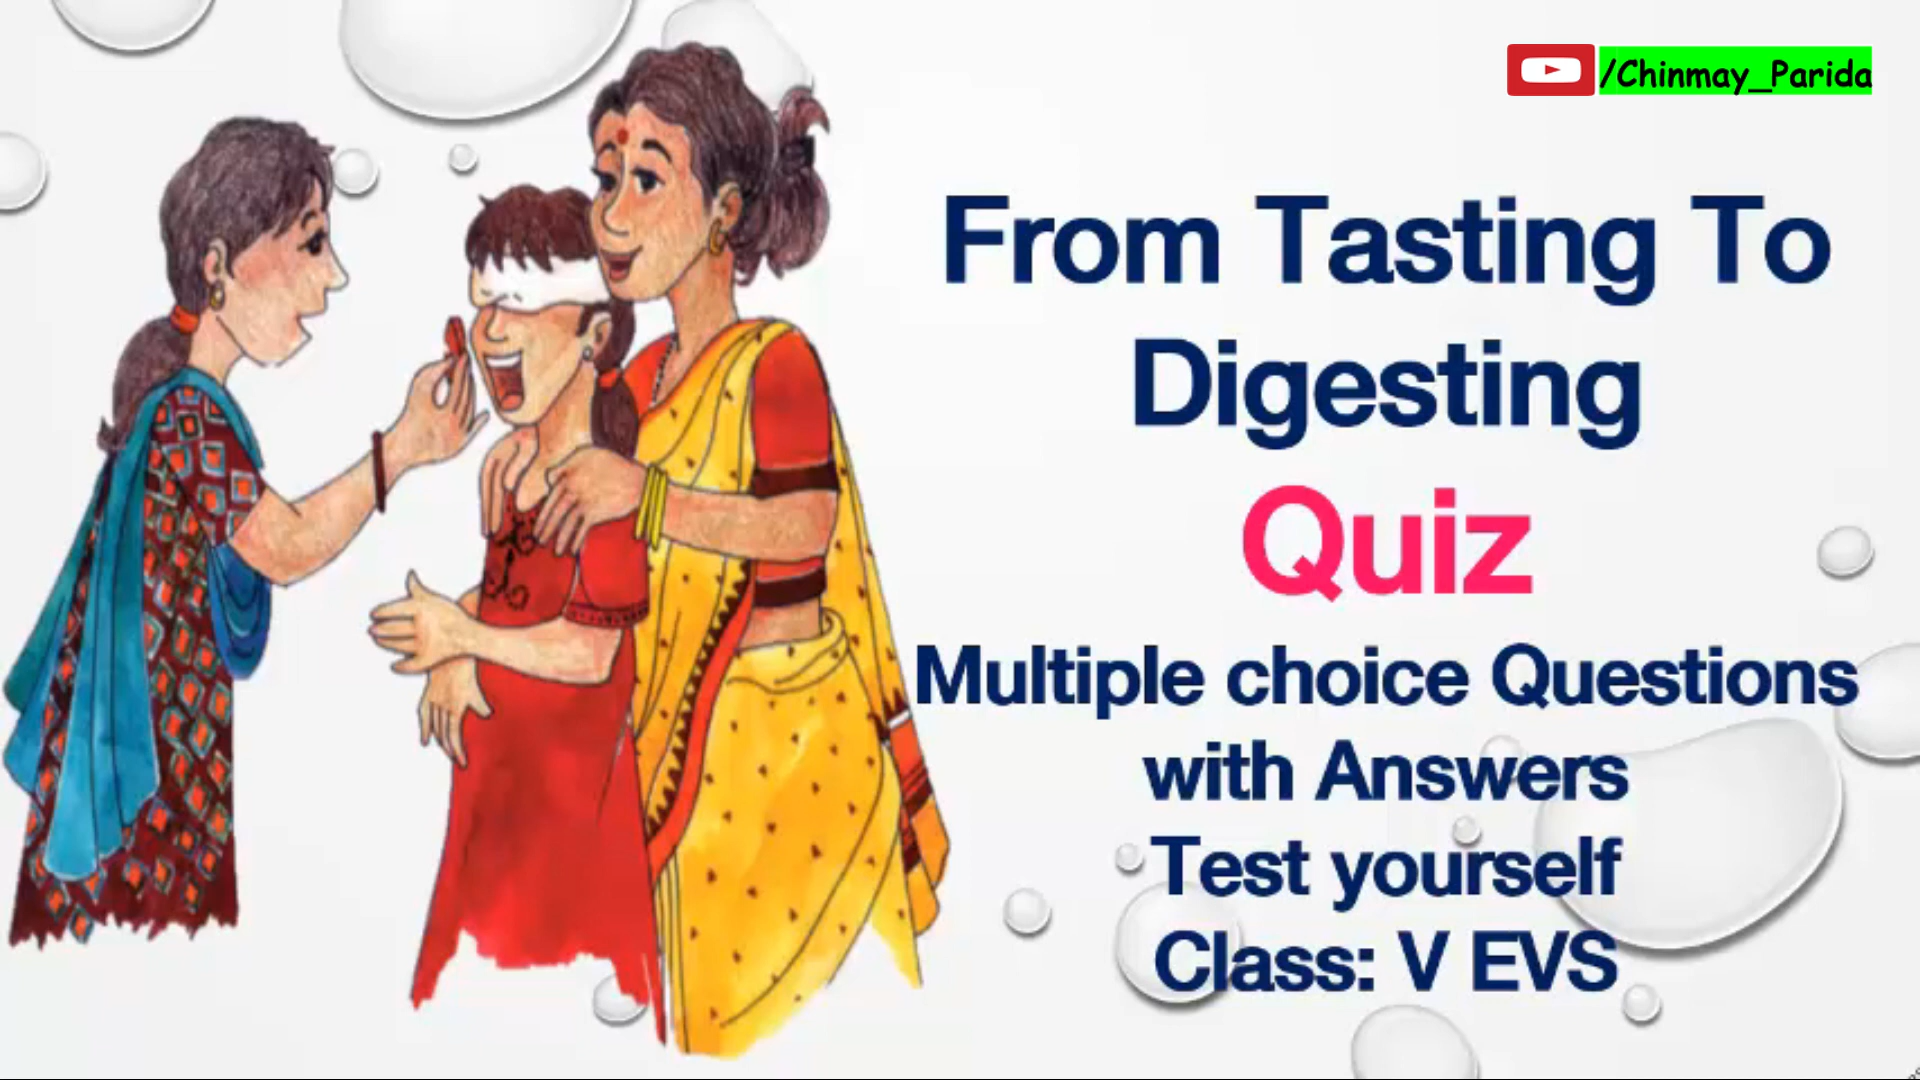 /Chinmay_Parida
From Tasting To
Digesting
Quiz
Multiple choice Questions
with Answers
Test yourself
Class: V EVS